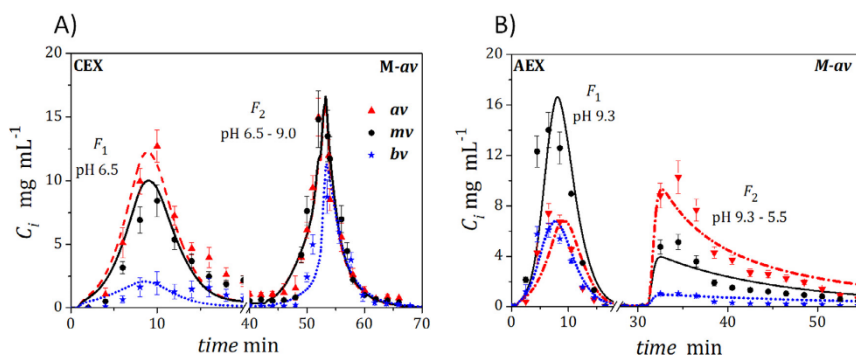 A)
CEX
M-av
F1
pH 6.5
F2
pH 6.5 - 9.0
av
mv
bv
Ci mg mL-1
20
15
10
5
0
0 10 20 40 50 60 70
time min
B)
AEX
M-av
F1
pH 9.3
F2
pH 9.3 - 5.5
Ci mg mL-1
20
16
12
8
4
0
0 10 30 40 50
time min